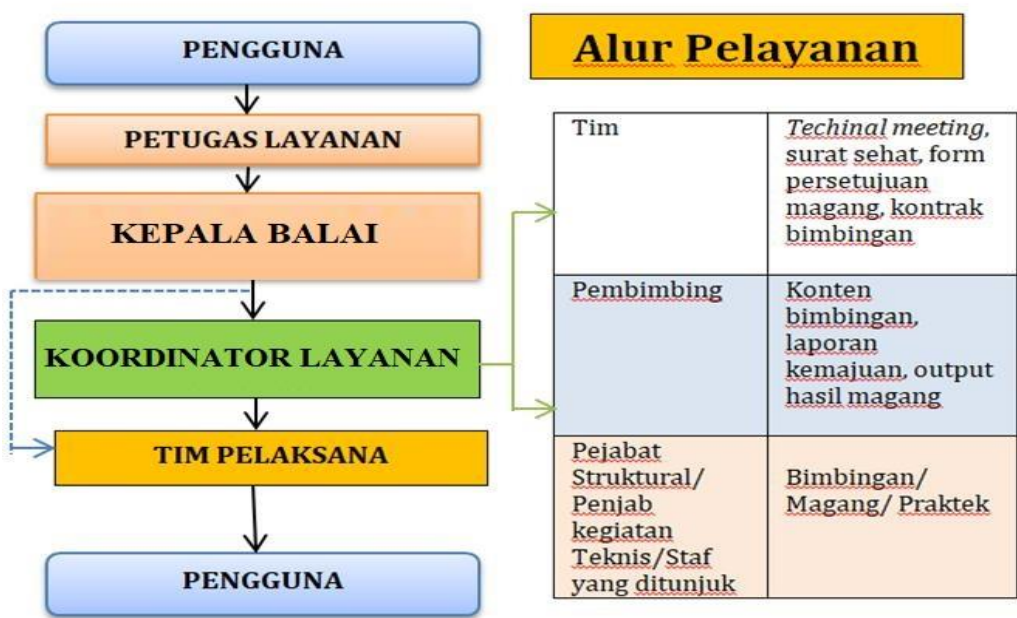 PENGGUNA
PETUGAS LAYANAN
KEPALA BALAI
KOORDINATOR LAYANAN
TIM PELAKSANA
PENGGUNA
Alur Pelayanan
Tim
Techinal meeting,
surat sehat, form
persetujuan
magang, kontrak
bimbingan
Pembimbing
Konten
bimbingan,
laporan
kemajuan, output
hasil magang
Pejabat
Struktural/
Penjab
kegiatan
Teknis/Staf
yang ditunjuk
Bimbingan/
Magang/ Praktek